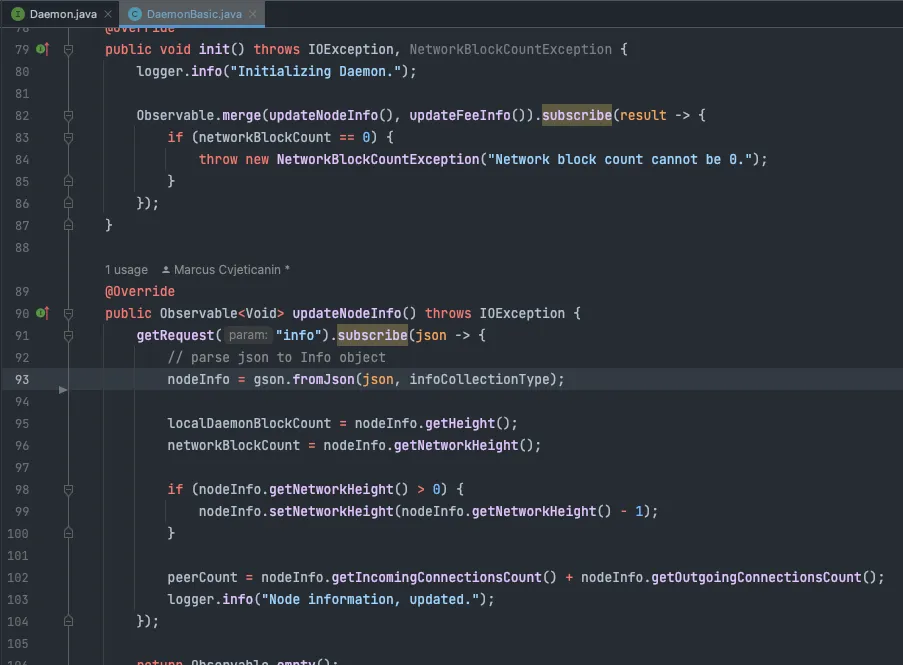 Daemon.java
DaemonBasic.java
78 @Override
79 public void init() throws IOException, NetworkBlockCountException {
80 logger.info("Initializing Daemon.");
81
82 Observable.merge(updateNodeInfo(), updateFeeInfo()).subscribe(result -> {
83 if (networkBlockCount == 0) {
84 throw new NetworkBlockCountException("Network block count cannot be 0.");
85 }
86 });
87 }
88
1 usage Marcus Cvjeticanin *
89 @Override
90 public Observable<Void> updateNodeInfo() throws IOException {
91 getRequest( param: "info").subscribe(json -> {
92 // parse json to Info object
93 nodeInfo = gson.fromJson(json, infoCollectionType);
94
95 localDaemonBlockCount = nodeInfo.getHeight();
96 networkBlockCount = nodeInfo.getNetworkHeight();
97
98 if (nodeInfo.getNetworkHeight() > 0) {
99 nodeInfo.setNetworkHeight(nodeInfo.getNetworkHeight() - 1);
100 }
101
102 peerCount = nodeInfo.getIncomingConnectionsCount() + nodeInfo.getOutgoingConnectionsCount();
103 logger.info("Node information, updated.");
104 });
105
106 return Observable.empty();